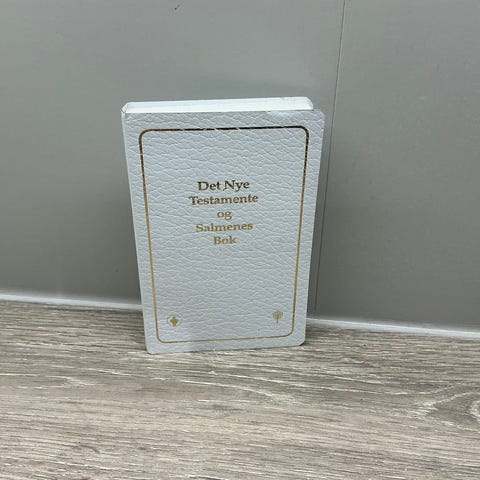 Det Nye
Testamente
og
Salmenes
Bok